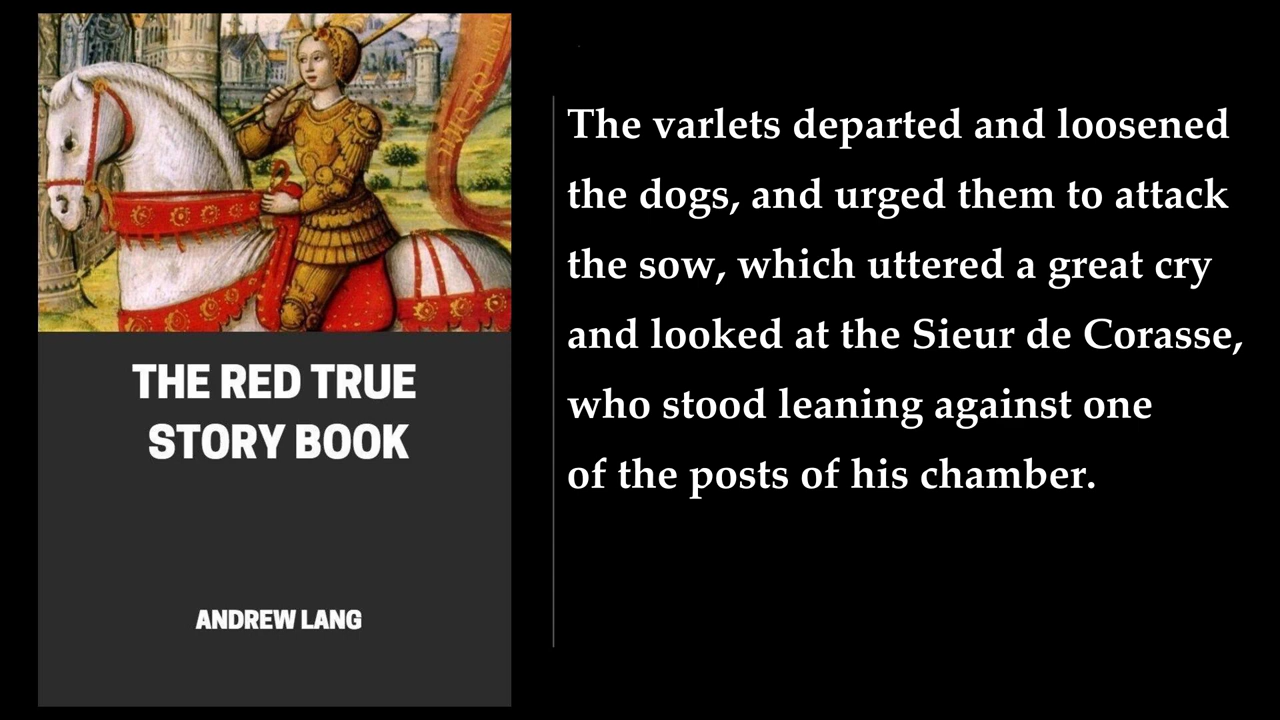 THE RED TRUE
STORY BOOK
ANDREW LANG
The varlets departed and loosened
the dogs, and urged them to attack
the sow, which uttered a great cry
and looked at the Sieur de Corasse,
who stood leaning against one
of the posts of his chamber.